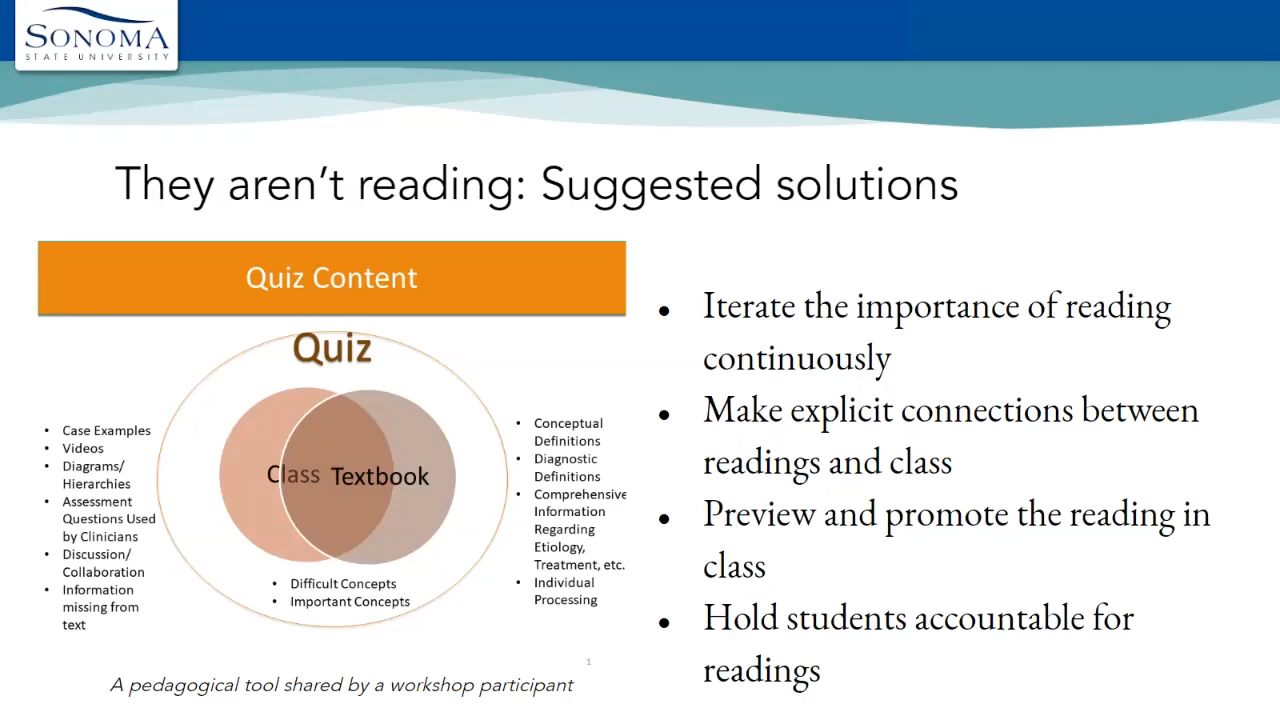 SONOMA
STATE UNIVERSITY
They aren't reading: Suggested solutions
Quiz Content
Quiz
• Case Examples
• Videos
• Diagrams/
Hierarchies
• Assessment
Questions Used
by Clinicians
• Discussion/
Collaboration
• Information
missing from
text
Class
Textbook
• Difficult Concepts
• Important Concepts
• Conceptual
Definitions
• Diagnostic
Definitions
• Comprehensive
Information
Regarding
Etiology,
Treatment, etc.
• Individual
Processing
1
A pedagogical tool shared by a workshop participant
• Iterate the importance of reading
continuously
• Make explicit connections between
readings and class
• Preview and promote the reading in
class
• Hold students accountable for
readings